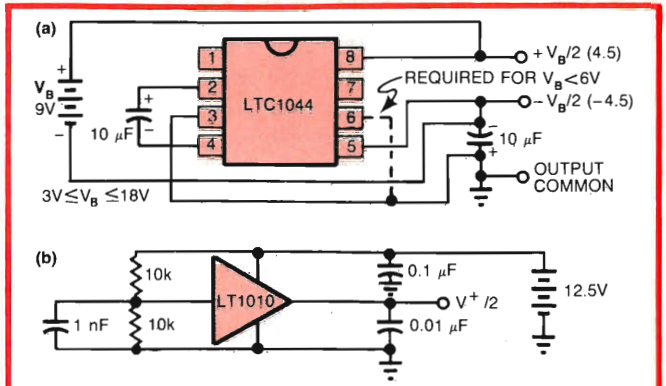 (a)
1
2
3
4
8
7
6
5
LTC1044
+
V_B
9V
−
+
10 μF
−
3V≤V_B ≤18V
+ V_B/2 (4.5)
REQUIRED FOR V_B<6V
− V_B/2 (−4.5)
−
10 μF
+
OUTPUT
COMMON
(b)
10k
10k
1 nF
LT1010
0.1 μF
V⁺/2
0.01 μF
12.5V